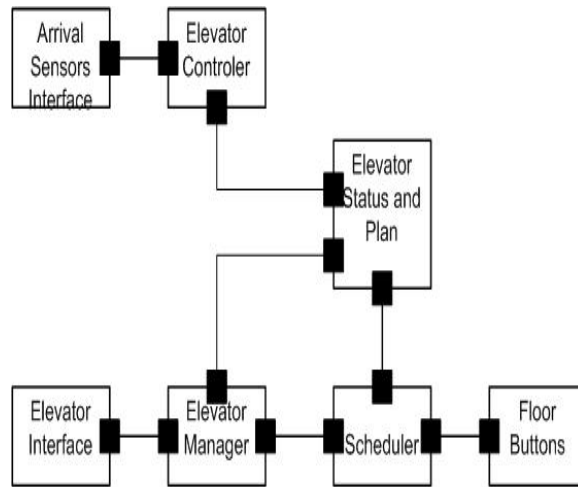 Arrival
Sensors
Interface
Elevator
Controler
Elevator
Status and
Plan
Elevator
Interface
Elevator
Manager
Scheduler
Floor
Buttons